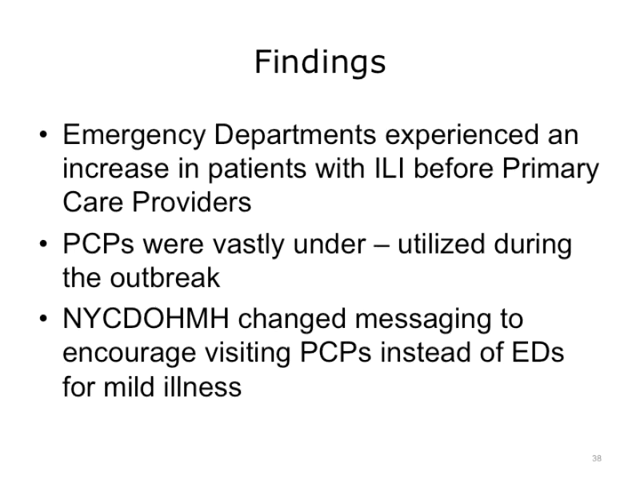 Findings
• Emergency Departments experienced an
increase in patients with ILI before Primary
Care Providers
• PCPs were vastly under – utilized during
the outbreak
• NYCDOHMH changed messaging to
encourage visiting PCPs instead of EDs
for mild illness
38